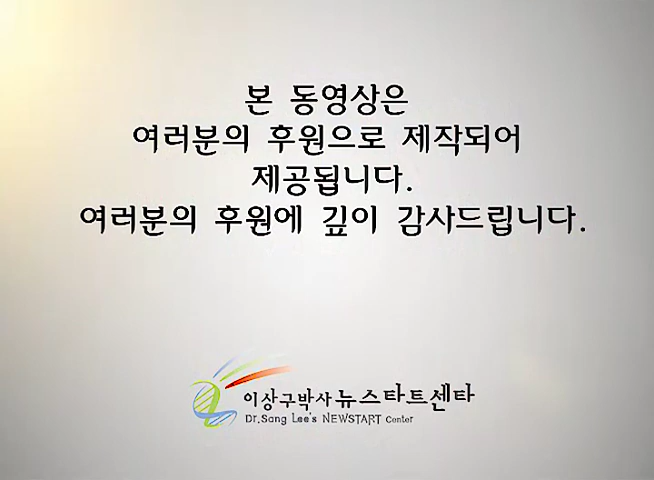 본 동영상은
여러분의 후원으로 제작되어
제공됩니다.
여러분의 후원에 깊이 감사드립니다.
이상구박사 뉴스타트센타
Dr.Sang Lee's NEWSTART Center